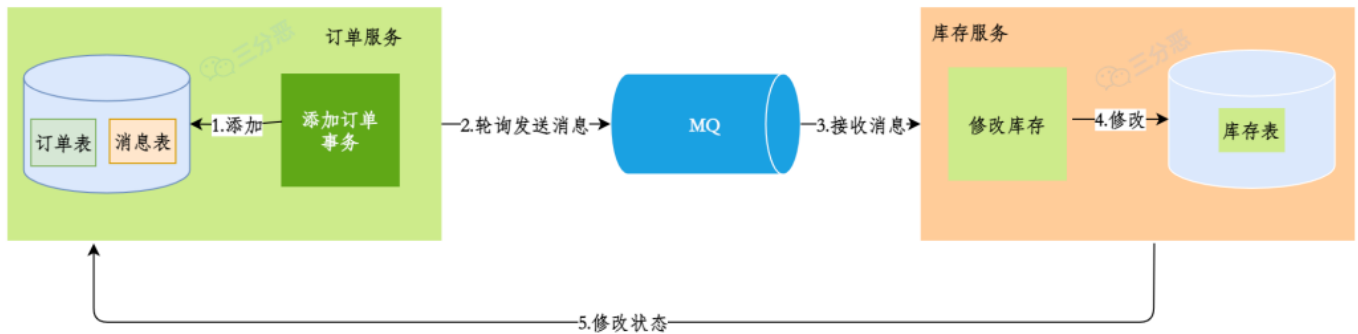 三分恶
订单服务
订单表
消息表
1.添加
添加订单
事务
2.轮询发送消息
MQ
3.接收消息
库存服务
三分恶
修改库存
4.修改
库存表
5.修改状态